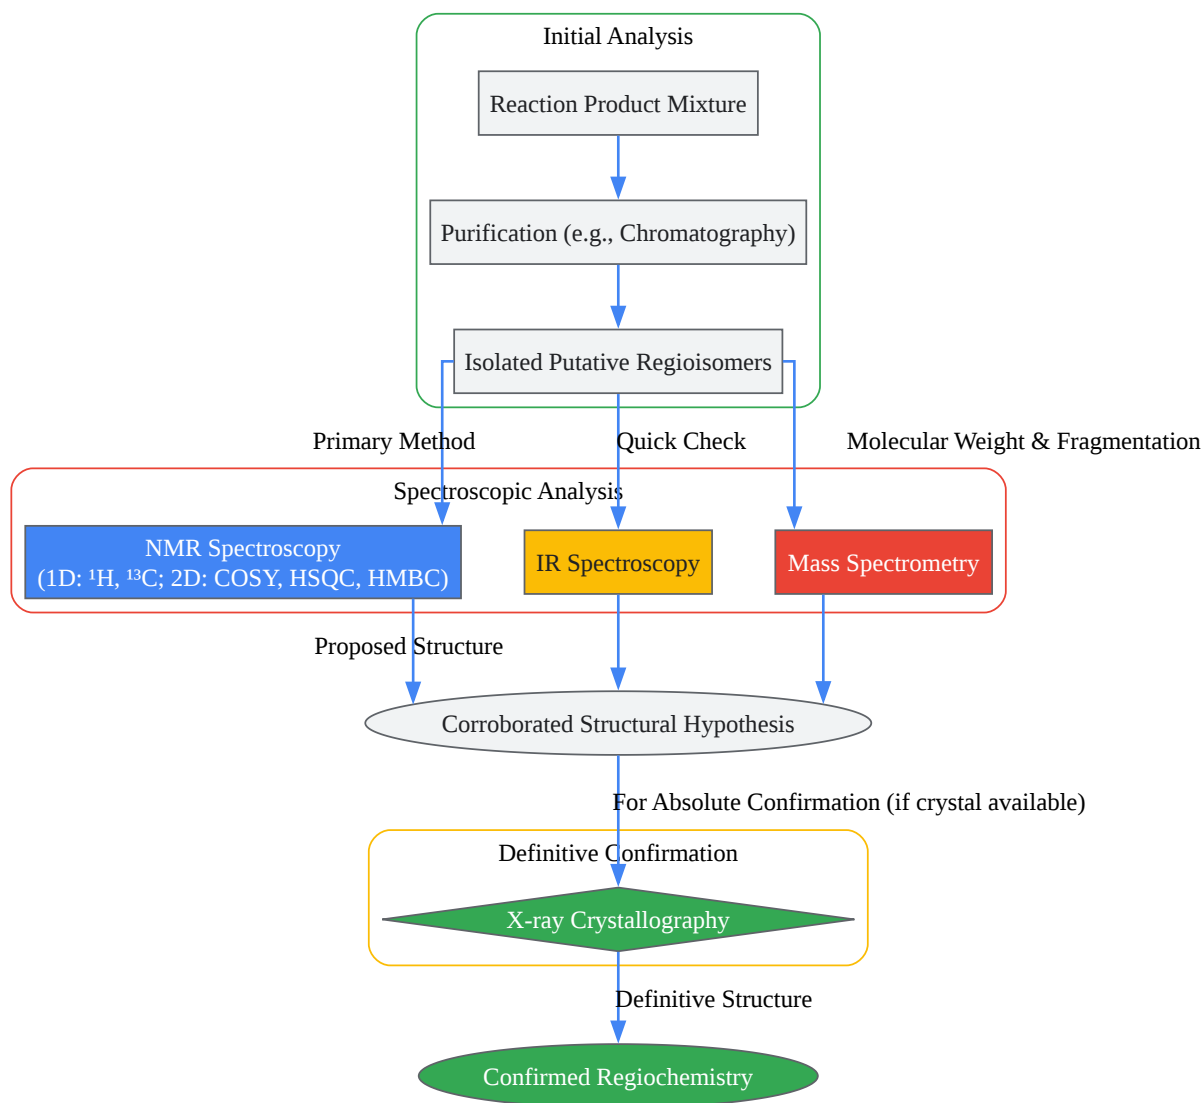 Initial Analysis
Reaction Product Mixture
Purification (e.g., Chromatography)
Isolated Putative Regioisomers
Primary Method
Quick Check
Molecular Weight & Fragmentation
Spectroscopic Analysis
NMR Spectroscopy
(1D: ¹H, ¹³C; 2D: COSY, HSQC, HMBC)
IR Spectroscopy
Mass Spectrometry
Proposed Structure
Corroborated Structural Hypothesis
For Absolute Confirmation (if crystal available)
Definitive Confirmation
X-ray Crystallography
Definitive Structure
Confirmed Regiochemistry